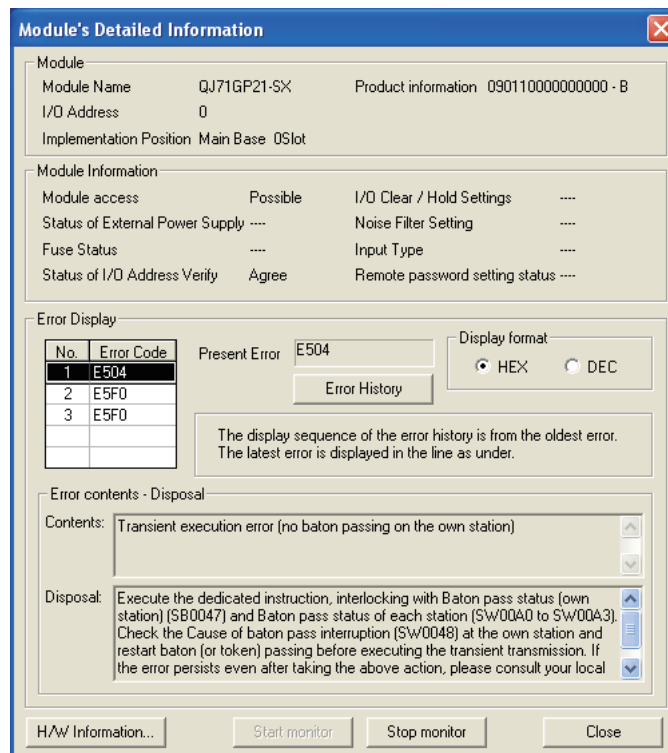 Module's Detailed Information
Module
Module Name QJ71GP21-SX Product information 090110000000000 - B
I/O Address 0
Implementation Position Main Base 0Slot
Module Information
Module access Possible I/O Clear / Hold Settings ----
Status of External Power Supply ---- Noise Filter Setting ----
Fuse Status ---- Input Type ----
Status of I/O Address Verify Agree Remote password setting status ----
Error Display
No. Error Code Present Error E504 Display format
1 E504 HEX DEC
2 E5F0 Error History
3 E5F0
The display sequence of the error history is from the oldest error.
The latest error is displayed in the line as under.
Error contents - Disposal
Contents: Transient execution error (no baton passing on the own station)
Disposal: Execute the dedicated instruction, interlocking with Baton pass status (own
station) (SB0047) and Baton pass status of each station (SW00A0 to SW00A3).
Check the Cause of baton pass interruption (SW0048) at the own station and
restart baton (or token) passing before executing the transient transmission. If
the error persists even after taking the above action, please consult your local
H/W Information... Start monitor Stop monitor Close